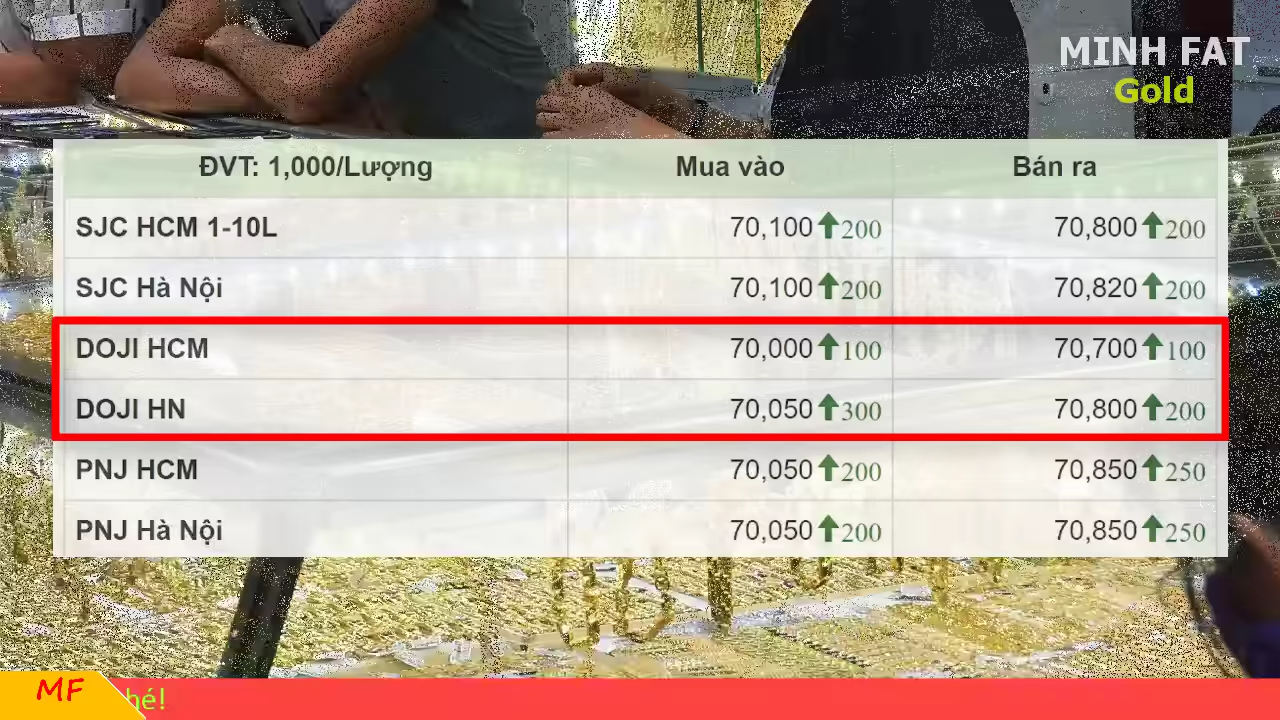 MINH FAT
Gold
ĐVT: 1,000/Lượng Mua vào Bán ra
SJC HCM 1-10L 70,100 200 70,800 200
SJC Hà Nội 70,100 200 70,820 200
DOJI HCM 70,000 100 70,700 100
DOJI HN 70,050 300 70,800 200
PNJ HCM 70,050 200 70,850 250
PNJ Hà Nội 70,050 200 70,850 250
MF